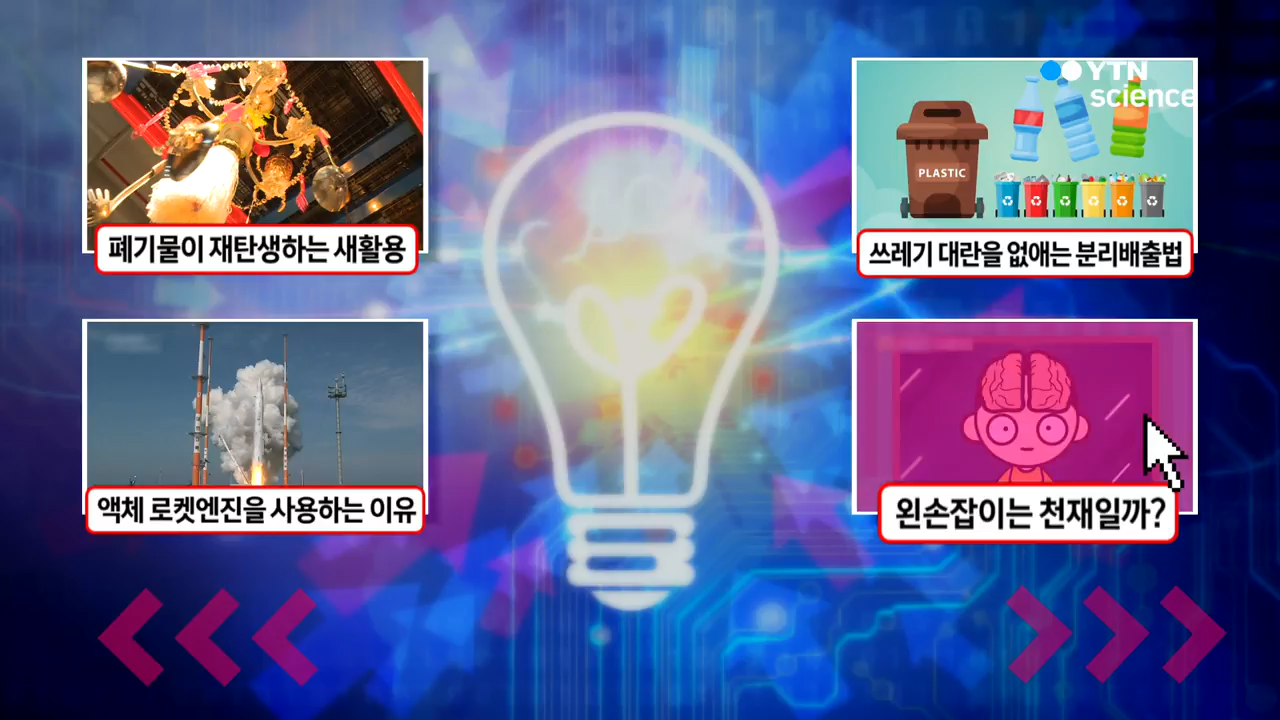 YTN
science
PLASTIC
폐기물이 재탄생하는 새활용
쓰레기 대란을 없애는 분리배출법
액체 로켓엔진을 사용하는 이유
왼손잡이는 천재일까?